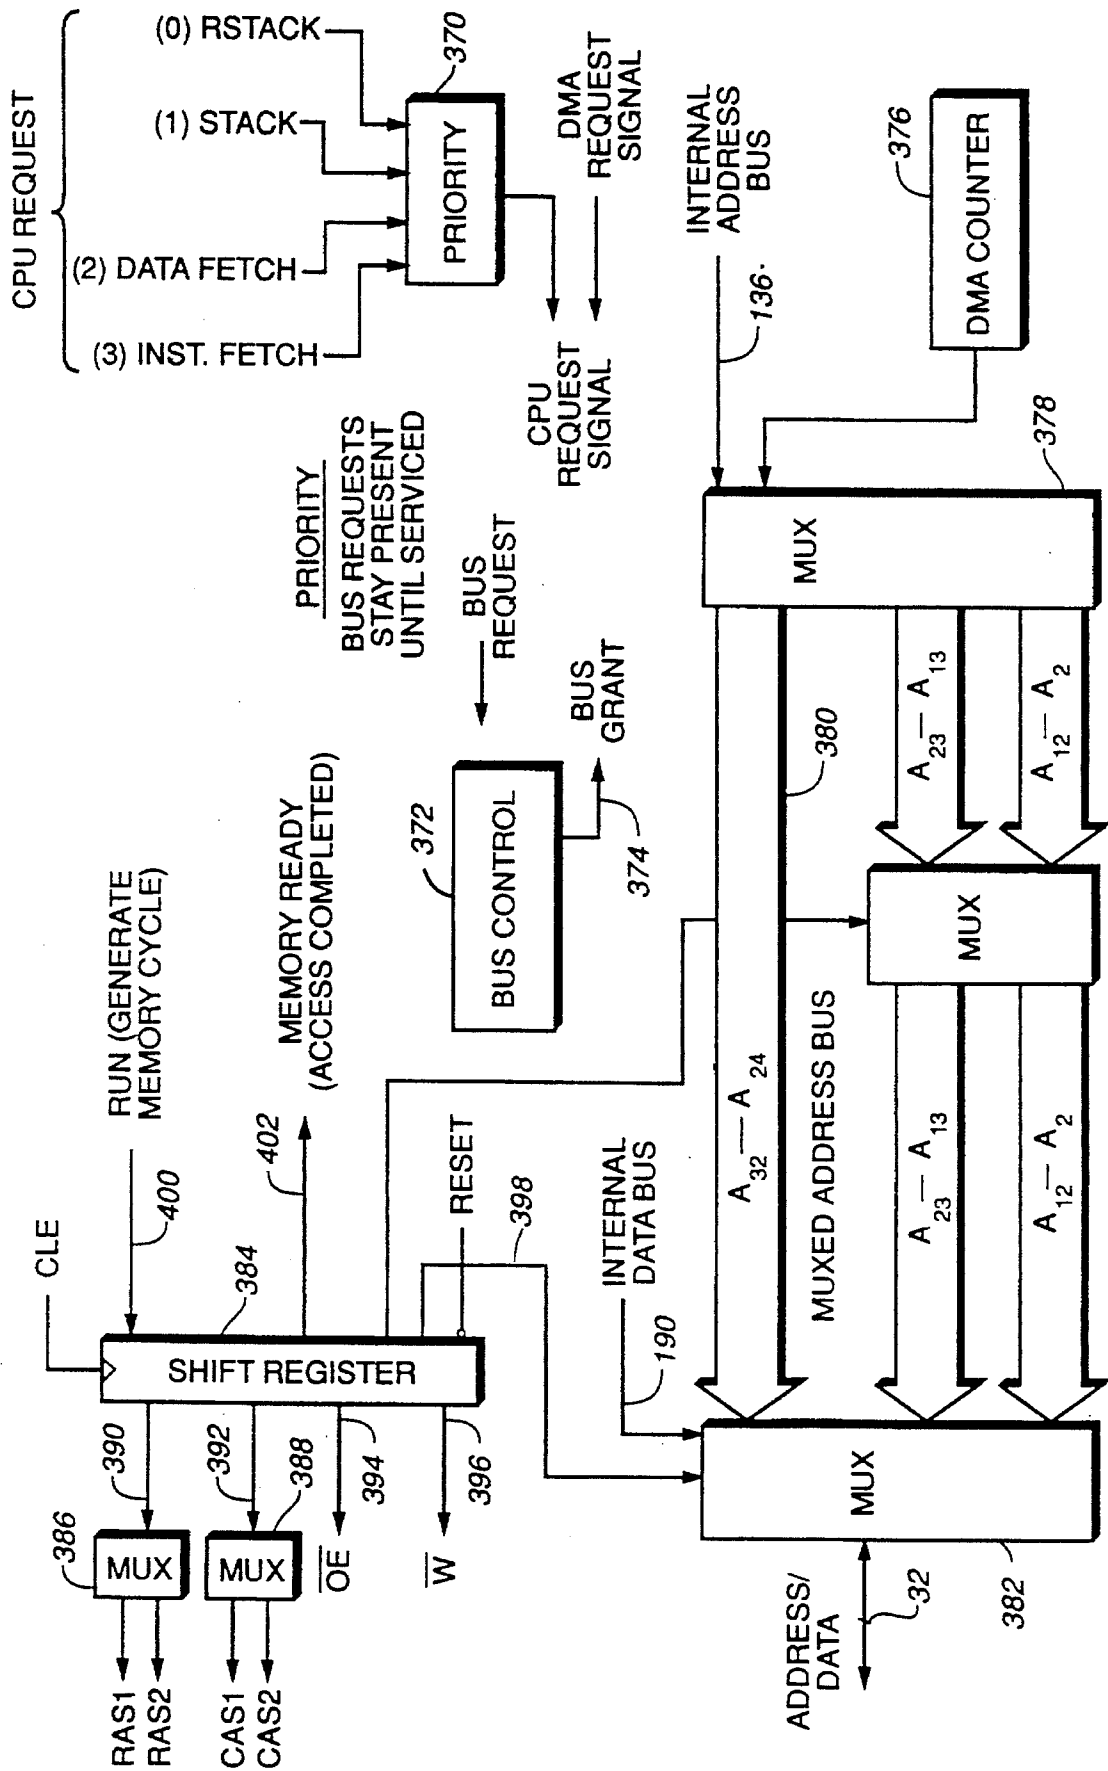 CPU REQUEST
(3) INST. FETCH
(2) DATA FETCH
(1) STACK
(0) RSTACK
PRIORITY
370
CPU
REQUEST
SIGNAL
DMA
REQUEST
SIGNAL
PRIORITY
BUS REQUESTS
STAY PRESENT
UNTIL SERVICED
BUS
REQUEST
BUS CONTROL
372
BUS
GRANT
374
CLE
RUN (GENERATE
MEMORY CYCLE)
400
MEMORY READY
(ACCESS COMPLETED)
402
SHIFT REGISTER
384
RESET
398
390
392
394
396
MUX
386
MUX
388
RAS1
RAS2
CAS1
CAS2
OE
W
INTERNAL
DATA BUS
190
INTERNAL
ADDRESS
BUS
136
DMA COUNTER
376
MUX
378
A32 — A24
380
MUXED ADDRESS BUS
A23 — A13
A12 — A2
MUX
A23 — A13
A12 — A2
MUX
382
ADDRESS/
DATA
32